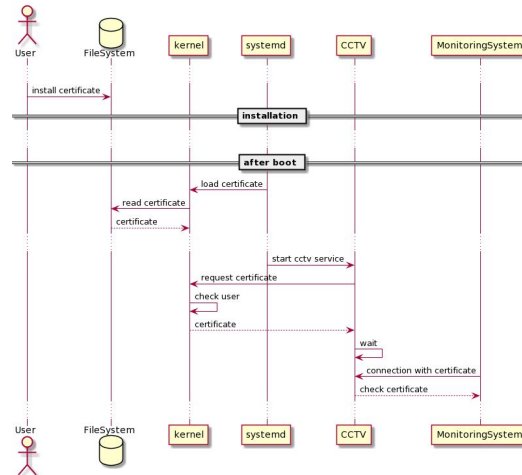 User
FileSystem
kernel
systemd
CCTV
MonitoringSystem
install certificate
installation
after boot
load certificate
read certificate
certificate
start cctv service
request certificate
check user
certificate
wait
connection with certificate
check certificate
User
FileSystem
kernel
systemd
CCTV
MonitoringSystem